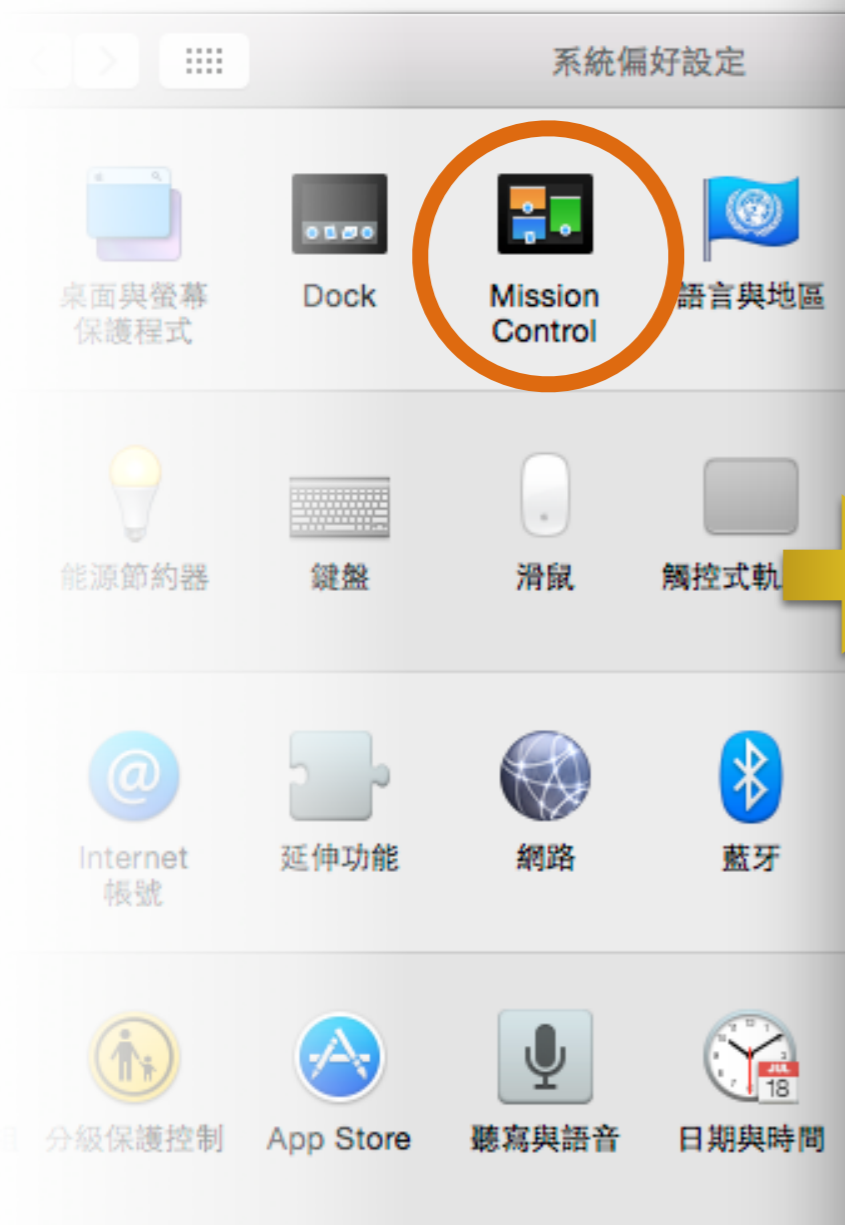 系統偏好設定
桌面與螢幕
保護程式
Dock
Mission
Control
語言與地區
能源節約器
鍵盤
滑鼠
觸控式軌
Internet
帳號
延伸功能
網路
藍牙
分級保護控制
App Store
聽寫與語音
JUL
18
日期與時間